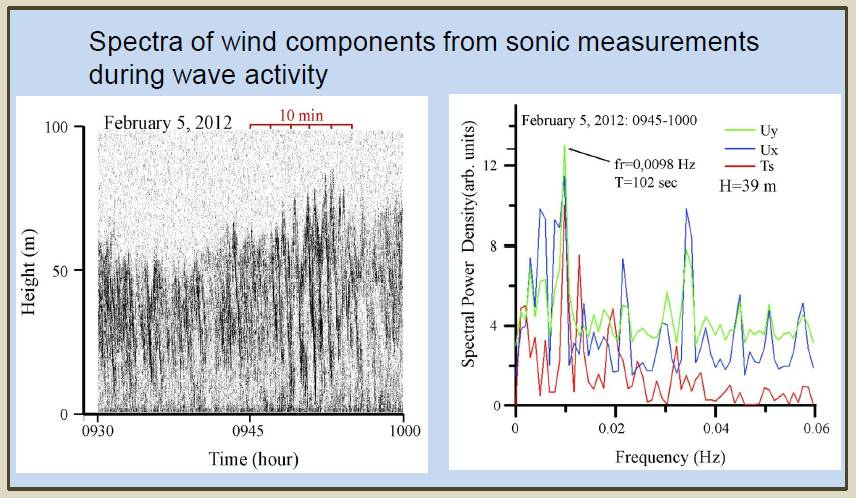 Spectra of wind components from sonic measurements
during wave activity
February 5, 2012
10 min
100
50
0
Height (m)
0930
0945
1000
Time (hour)
February 5, 2012: 0945-1000
Uy
Ux
Ts
fr=0,0098 Hz
T=102 sec
H=39 m
12
8
4
0
Spectral Power Density(arb. units)
0
0.02
0.04
0.06
Frequency (Hz)